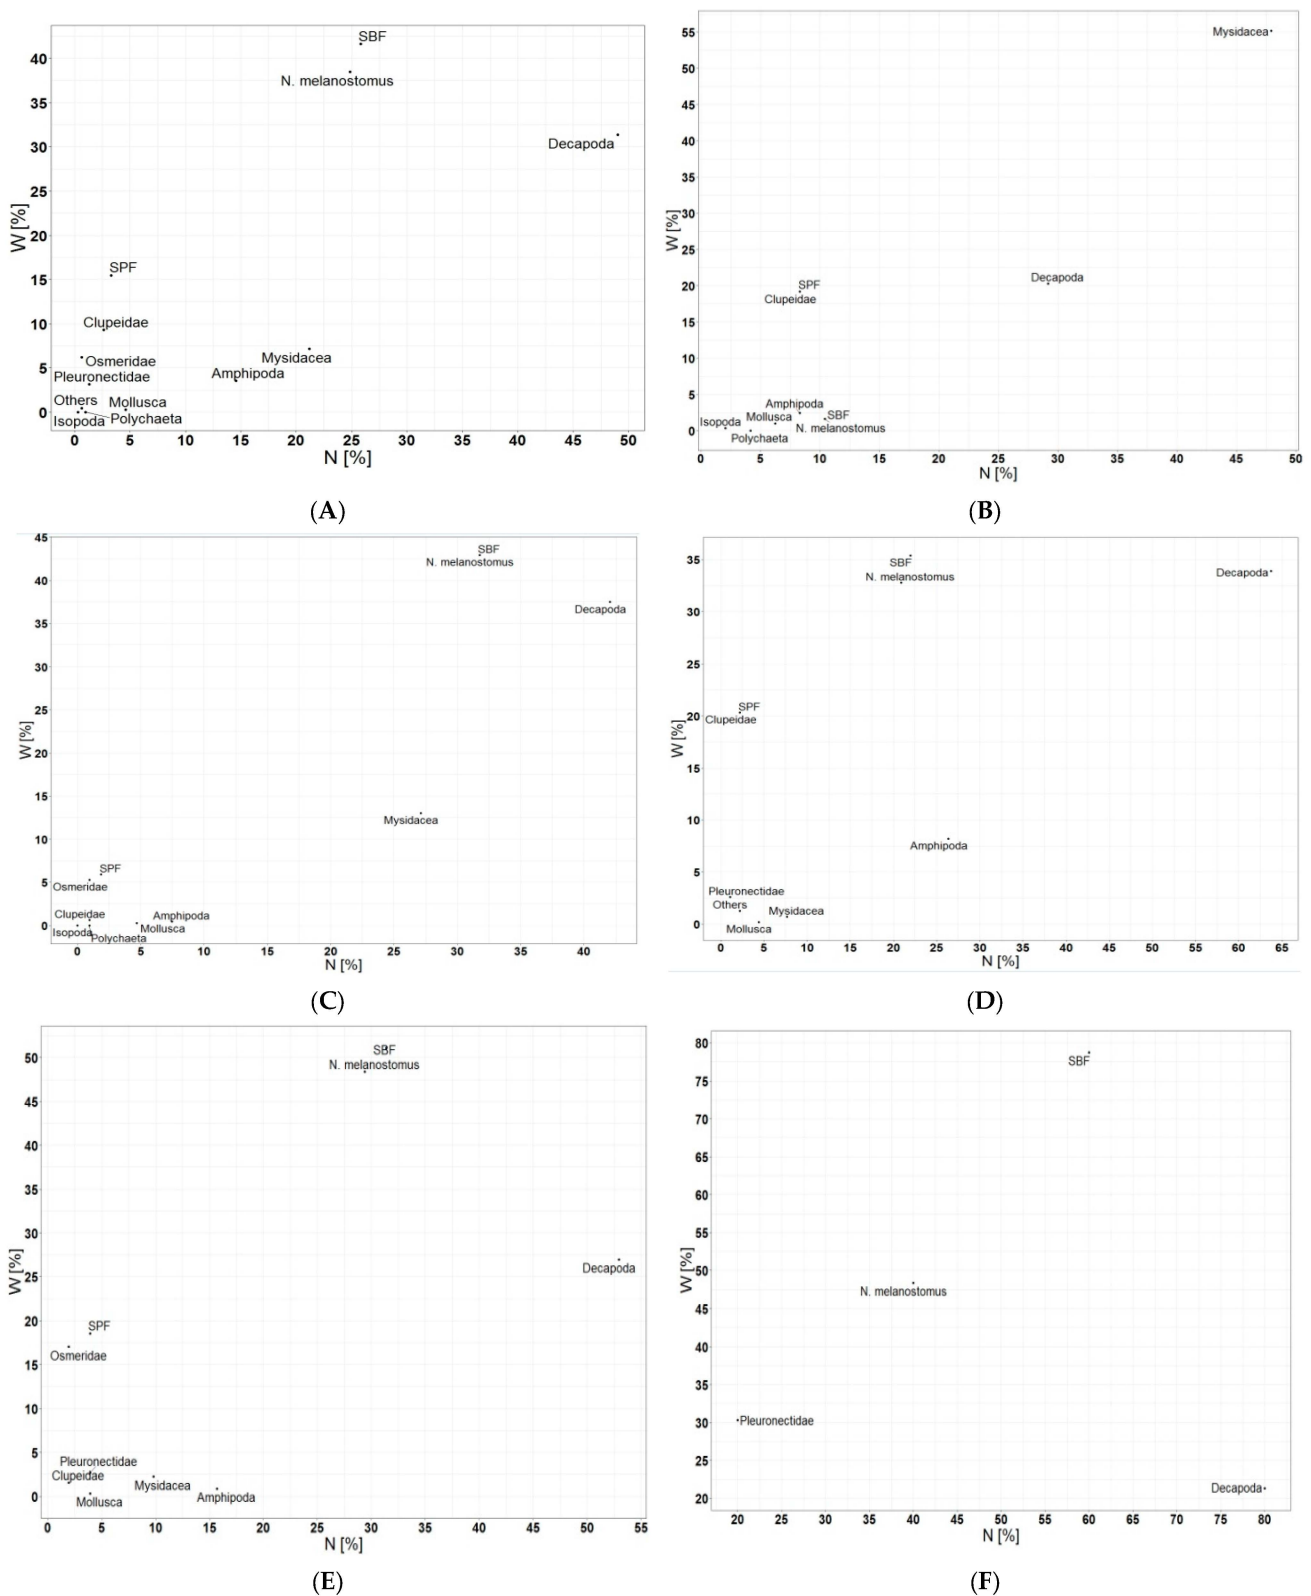 SBF
40
N. melanostomus
35
Decapoda
30
25
W [%]
20
SPF
15
Clupeidae
10
Osmeridae
Mysidacea
5
Pleuronectidae
Amphipoda
Others
Mollusca
0
Isopoda
Polychaeta
0 5 10 15 20 25 30 35 40 45 50
N [%]
(A)
55
Mysidacea
50
45
40
35
30
W [%]
25
Decapoda
20
SPF
Clupeidae
15
10
5
Amphipoda
Mollusca
SBF
Isopoda
N. melanostomus
0
Polychaeta
0 5 10 15 20 25 30 35 40 45 50
N [%]
(B)
45
SBF
N. melanostomus
40
Decapoda
35
30
25
W [%]
20
15
Mysidacea
10
SPF
5
Osmeridae
Clupeidae
Amphipoda
0
Isopoda
Mollusca
Polychaeta
0 5 10 15 20 25 30 35 40
N [%]
(C)
35
SBF
Decapoda
N. melanostomus
30
25
SPF
20
Clupeidae
W [%]
15
10
Amphipoda
5
Pleuronectidae
Others
Mysidacea
0
Mollusca
0 5 10 15 20 25 30 35 40 45 50 55 60 65
N [%]
(D)
50
SBF
N. melanostomus
45
40
35
30
W [%]
Decapoda
25
20
SPF
Osmeridae
15
10
5
Pleuronectidae
Clupeidae
Mysidacea
Amphipoda
0
Mollusca
0 5 10 15 20 25 30 35 40 45 50 55
N [%]
(E)
80
SBF
75
70
65
60
55
50
W [%]
N. melanostomus
45
40
35
30
Pleuronectidae
25
Decapoda
20
20 25 30 35 40 45 50 55 60 65 70 75 80
N [%]
(F)